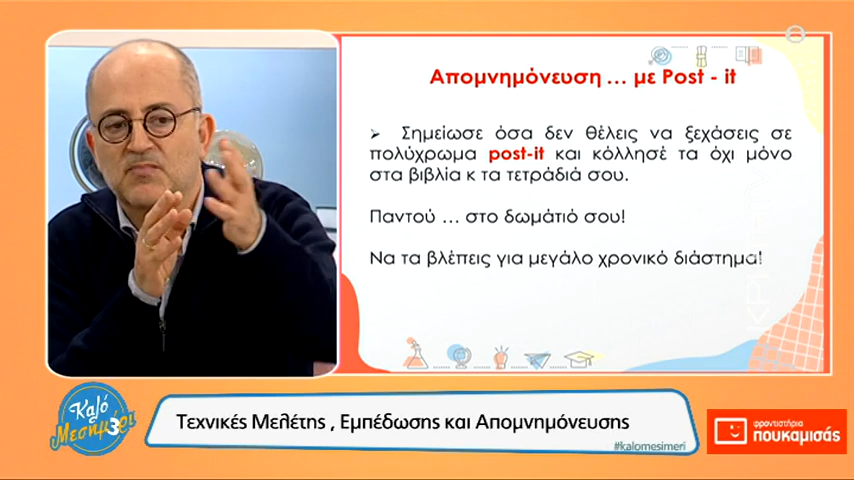 Απομνημόνευση ... με Post - it
➢ Σημείωσε όσα δεν θέλεις να ξεχάσεις σε
πολύχρωμα post-it και κόλλησέ τα όχι μόνο
στα βιβλία κ τα τετράδιά σου.
Παντού ... στο δωμάτιό σου!
Να τα βλέπεις για μεγάλο χρονικό διάστημα!
Καλό
Μεσημέρι
3
Τεχνικές Μελέτης , Εμπέδωσης και Απομνημόνευσης
#kalomesimeri
φροντιστήρια
πουκαμισάς